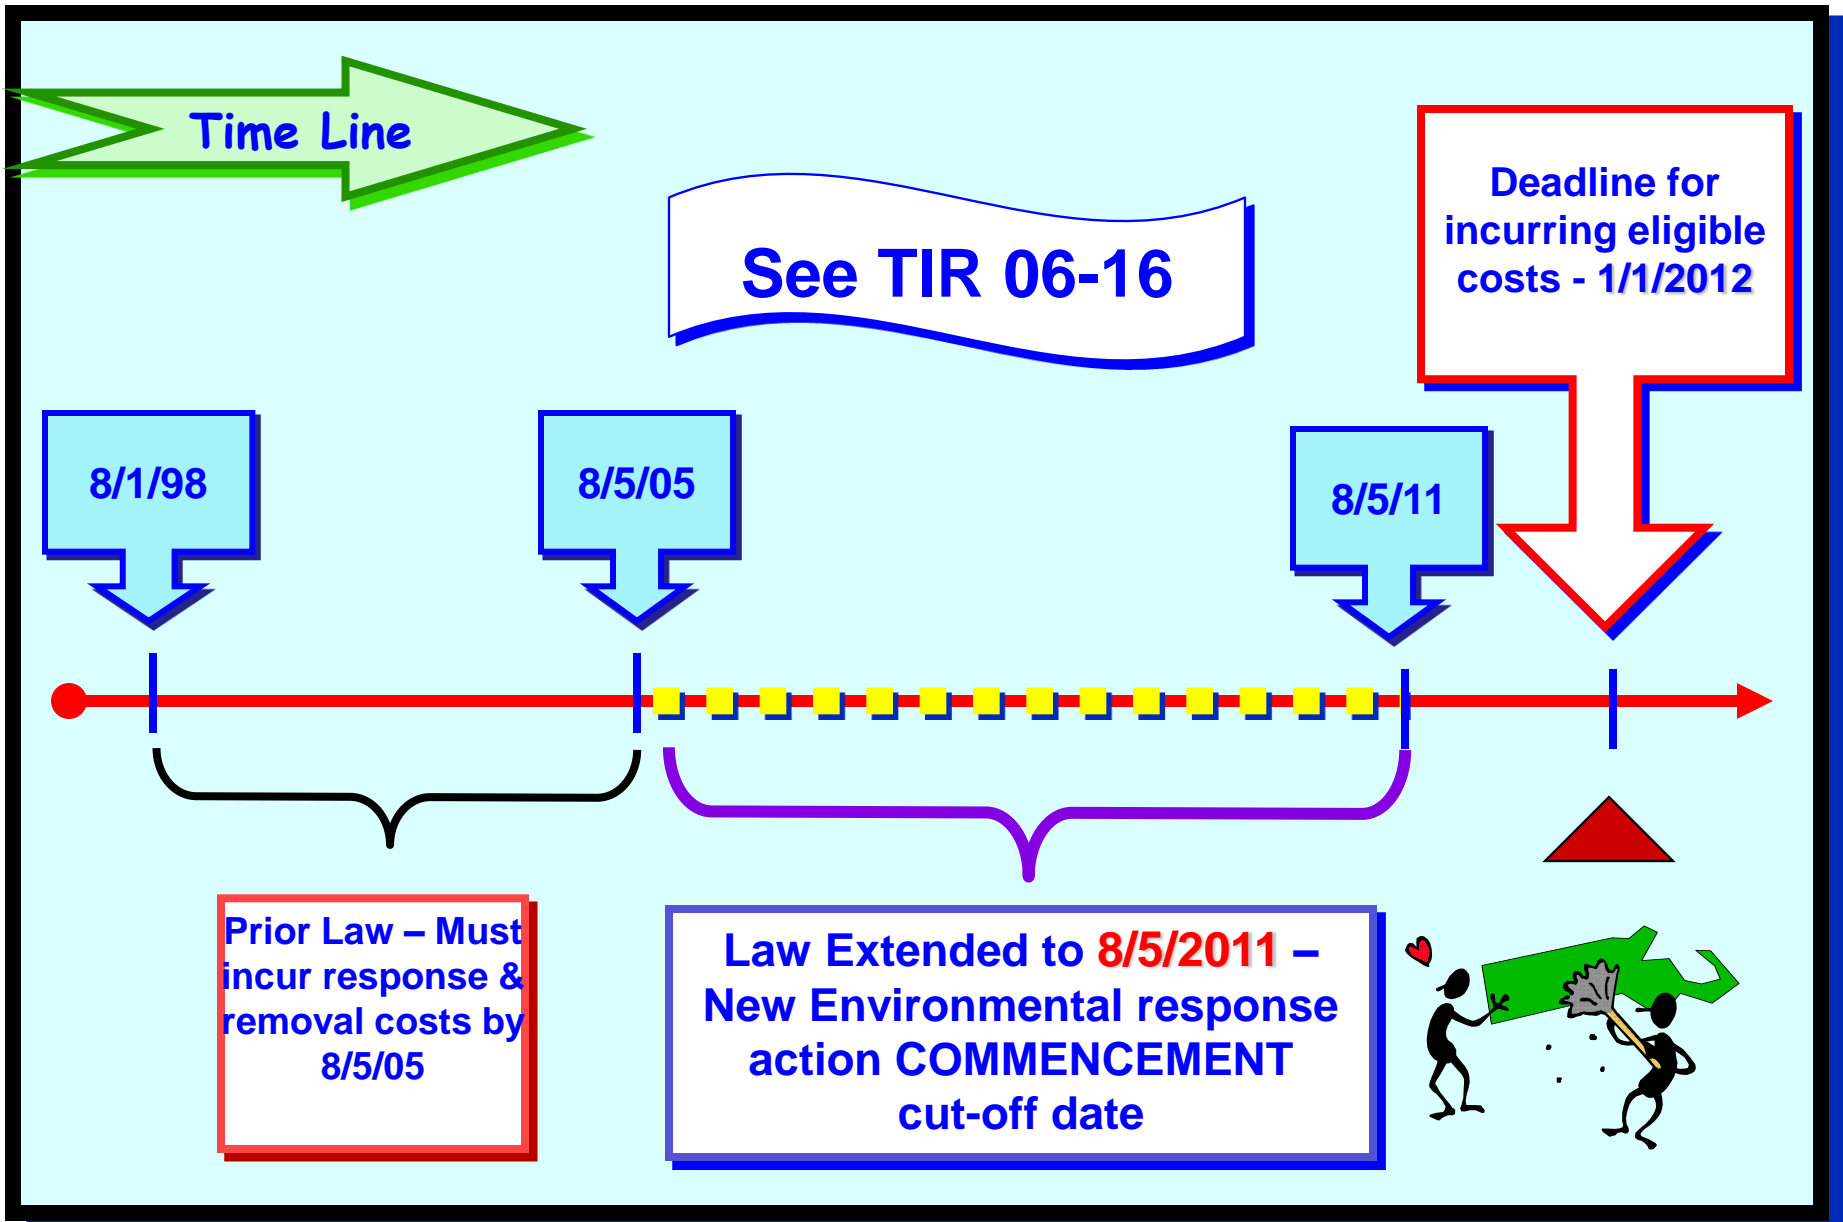 Time Line
See TIR 06-16
Deadline for
incurring eligible
costs - 1/1/2012
8/1/98
8/5/05
8/5/11
Prior Law – Must
incur response &
removal costs by
8/5/05
Law Extended to 8/5/2011 –
New Environmental response
action COMMENCEMENT
cut-off date